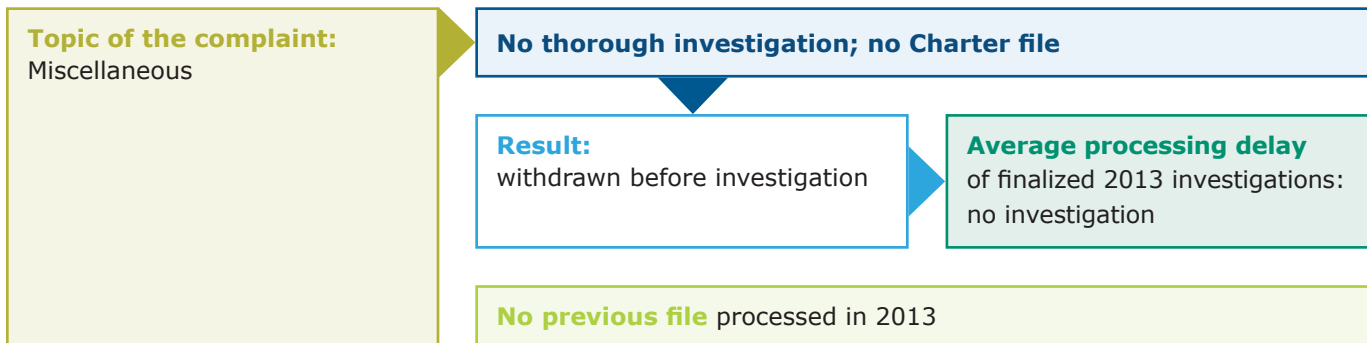 Topic of the complaint:
Miscellaneous
No thorough investigation; no Charter file
Result:
withdrawn before investigation
Average processing delay
of finalized 2013 investigations:
no investigation
No previous file processed in 2013